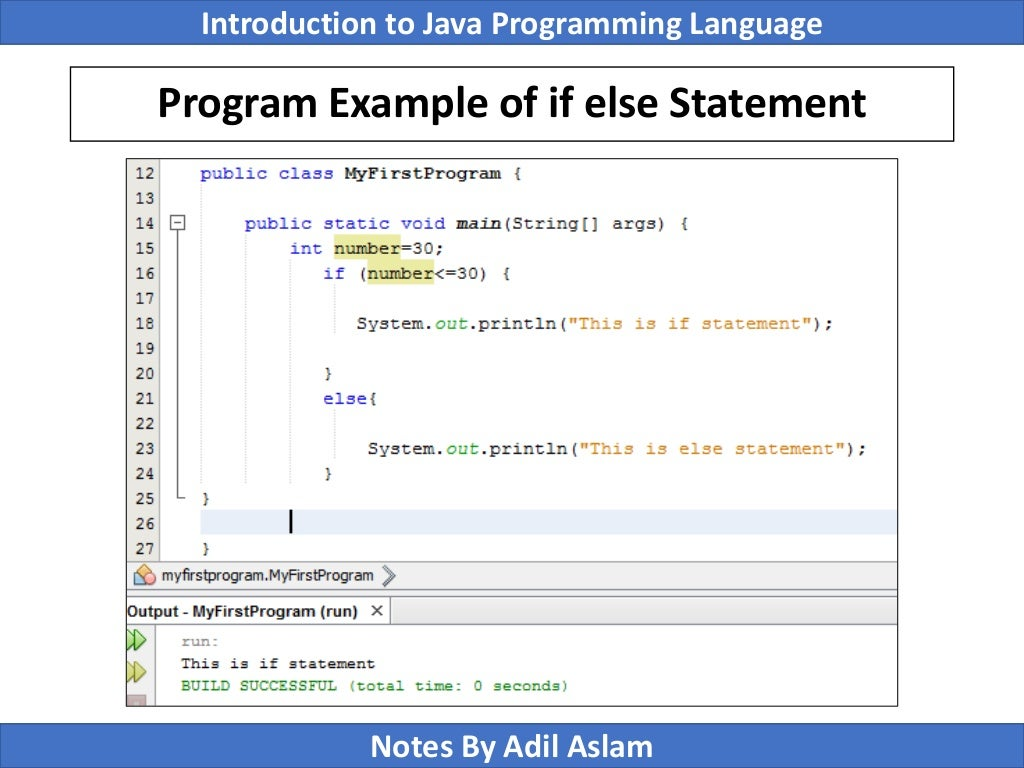 Introduction to Java Programming Language
Program Example of if else Statement
12 public class MyFirstProgram {
13
14 public static void main(String[] args) {
15 int number=30;
16 if (number<=30) {
17
18 System.out.println("This is if statement");
19
20 }
21 else{
22
23 System.out.println("This is else statement");
24 }
25 }
26
27 }
myfirstprogram.MyFirstProgram
Output - MyFirstProgram (run) ×
run:
This is if statement
BUILD SUCCESSFUL (total time: 0 seconds)
Notes By Adil Aslam